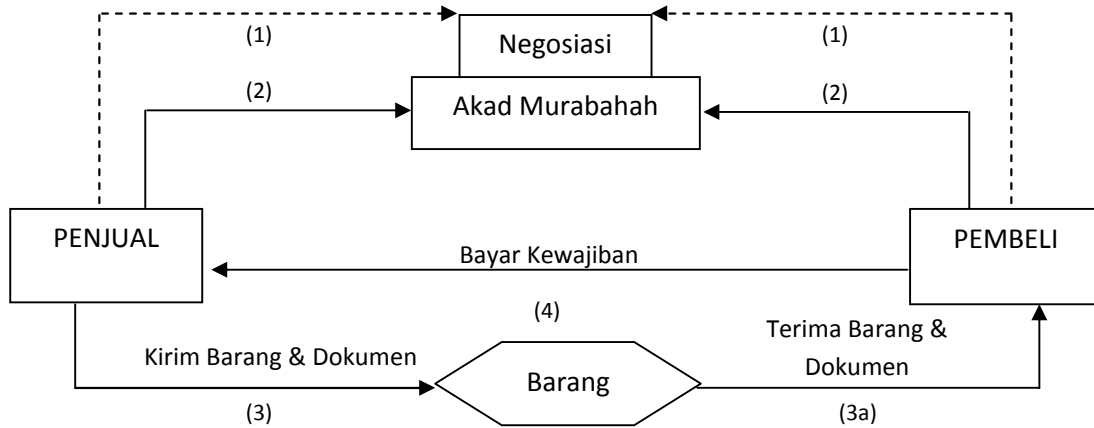 (1)
Negosiasi
(1)
(2)
Akad Murabahah
(2)
PENJUAL
PEMBELI
Bayar Kewajiban
(4)
Kirim Barang & Dokumen
Barang
Terima Barang &
Dokumen
(3)
(3a)